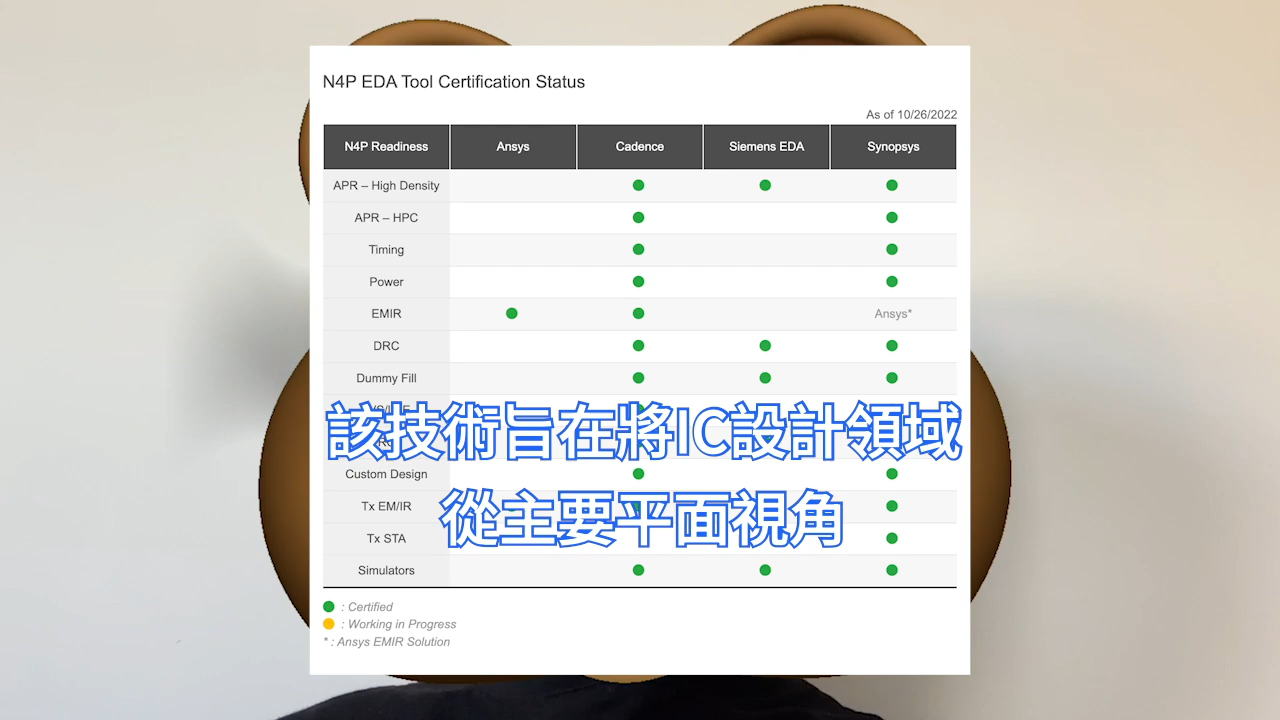 N4P EDA Tool Certification Status
As of 10/26/2022
N4P Readiness Ansys Cadence Siemens EDA Synopsys
APR – High Density
APR – HPC
Timing
Power
EMIR Ansys*
DRC
Dummy Fill
該技術旨在將IC設計領域
Custom Design
從主要平面視角
Tx EM/IR
Tx STA
Simulators
: Certified
: Working in Progress
* : Ansys EMIR Solution